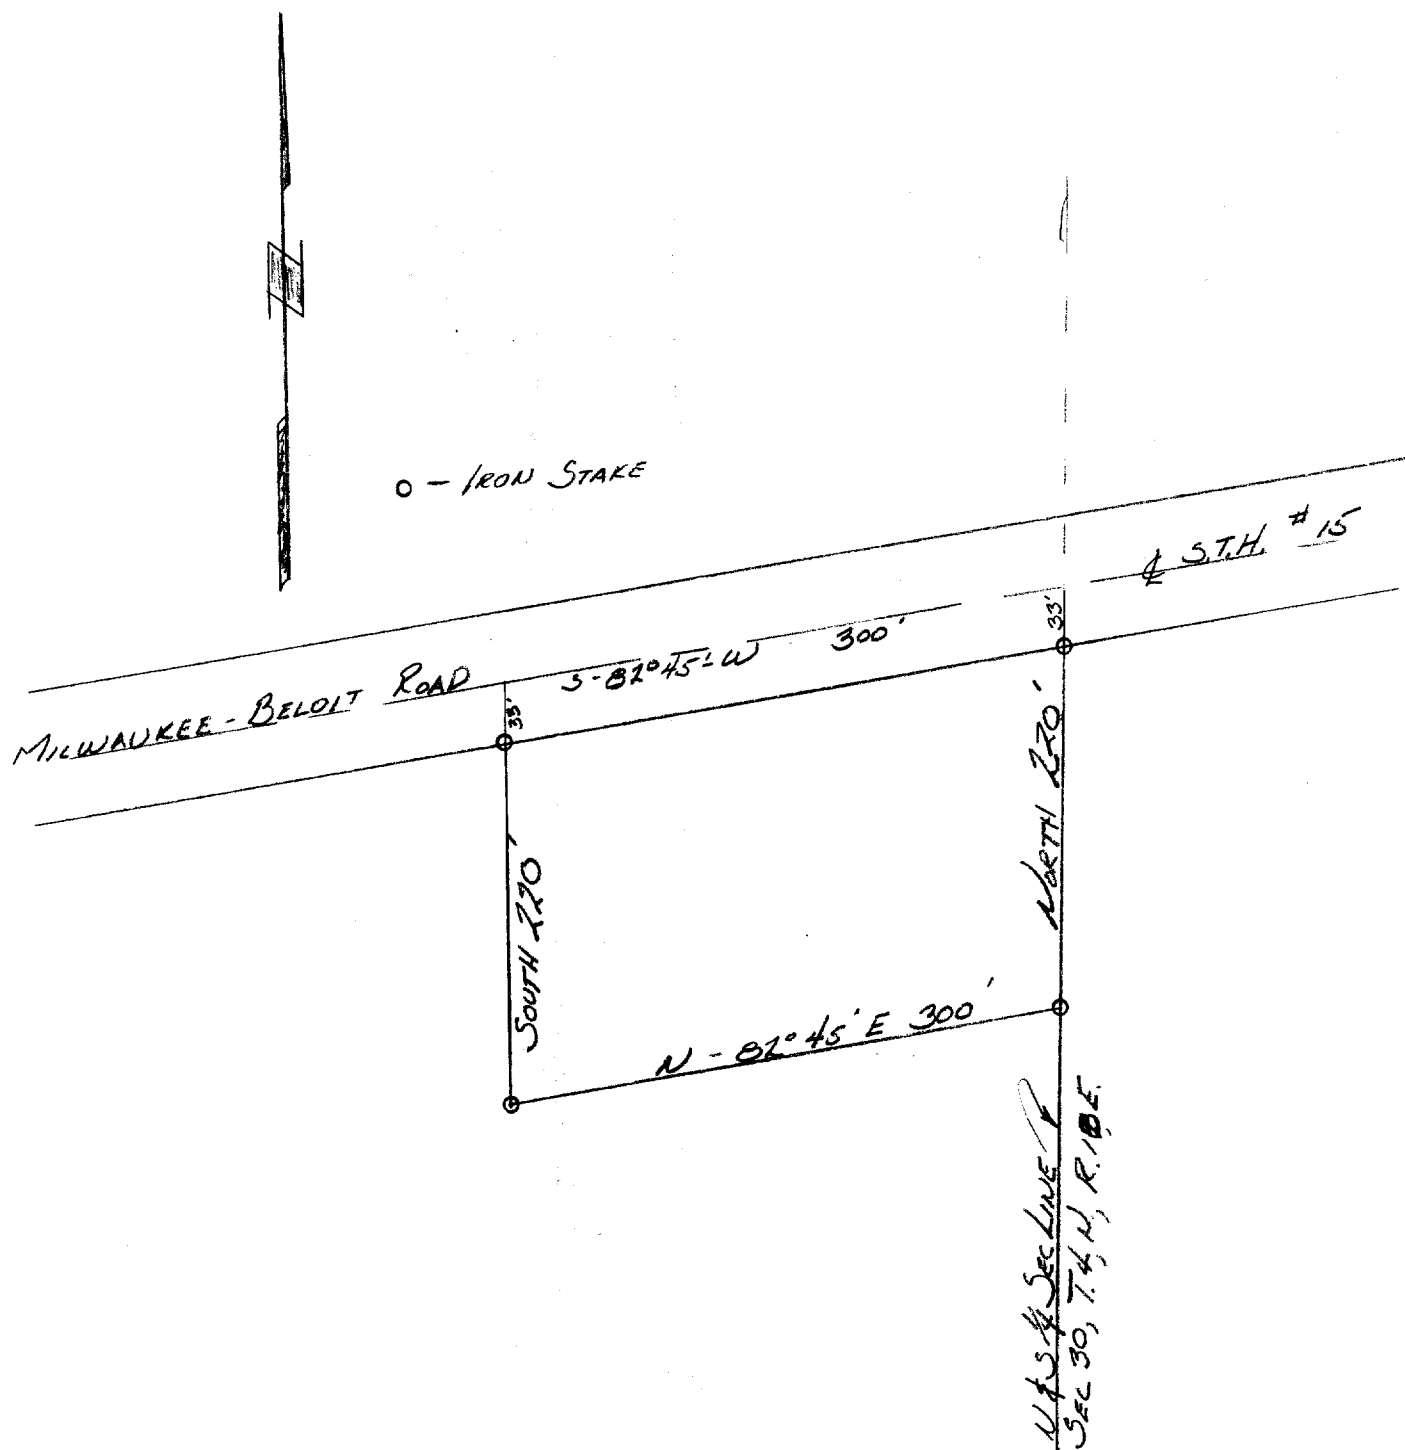 o - IRON STAKE
℄ S.T.H. # 15
MILWAUKEE - BELOIT ROAD
S - 82° 45' W 300'
33'
33'
SOUTH 220'
NORTH 220'
N - 82° 45' E 300'
N & S ¼ SEC LINE
SEC 30, T. 4, N, R. 18 E.